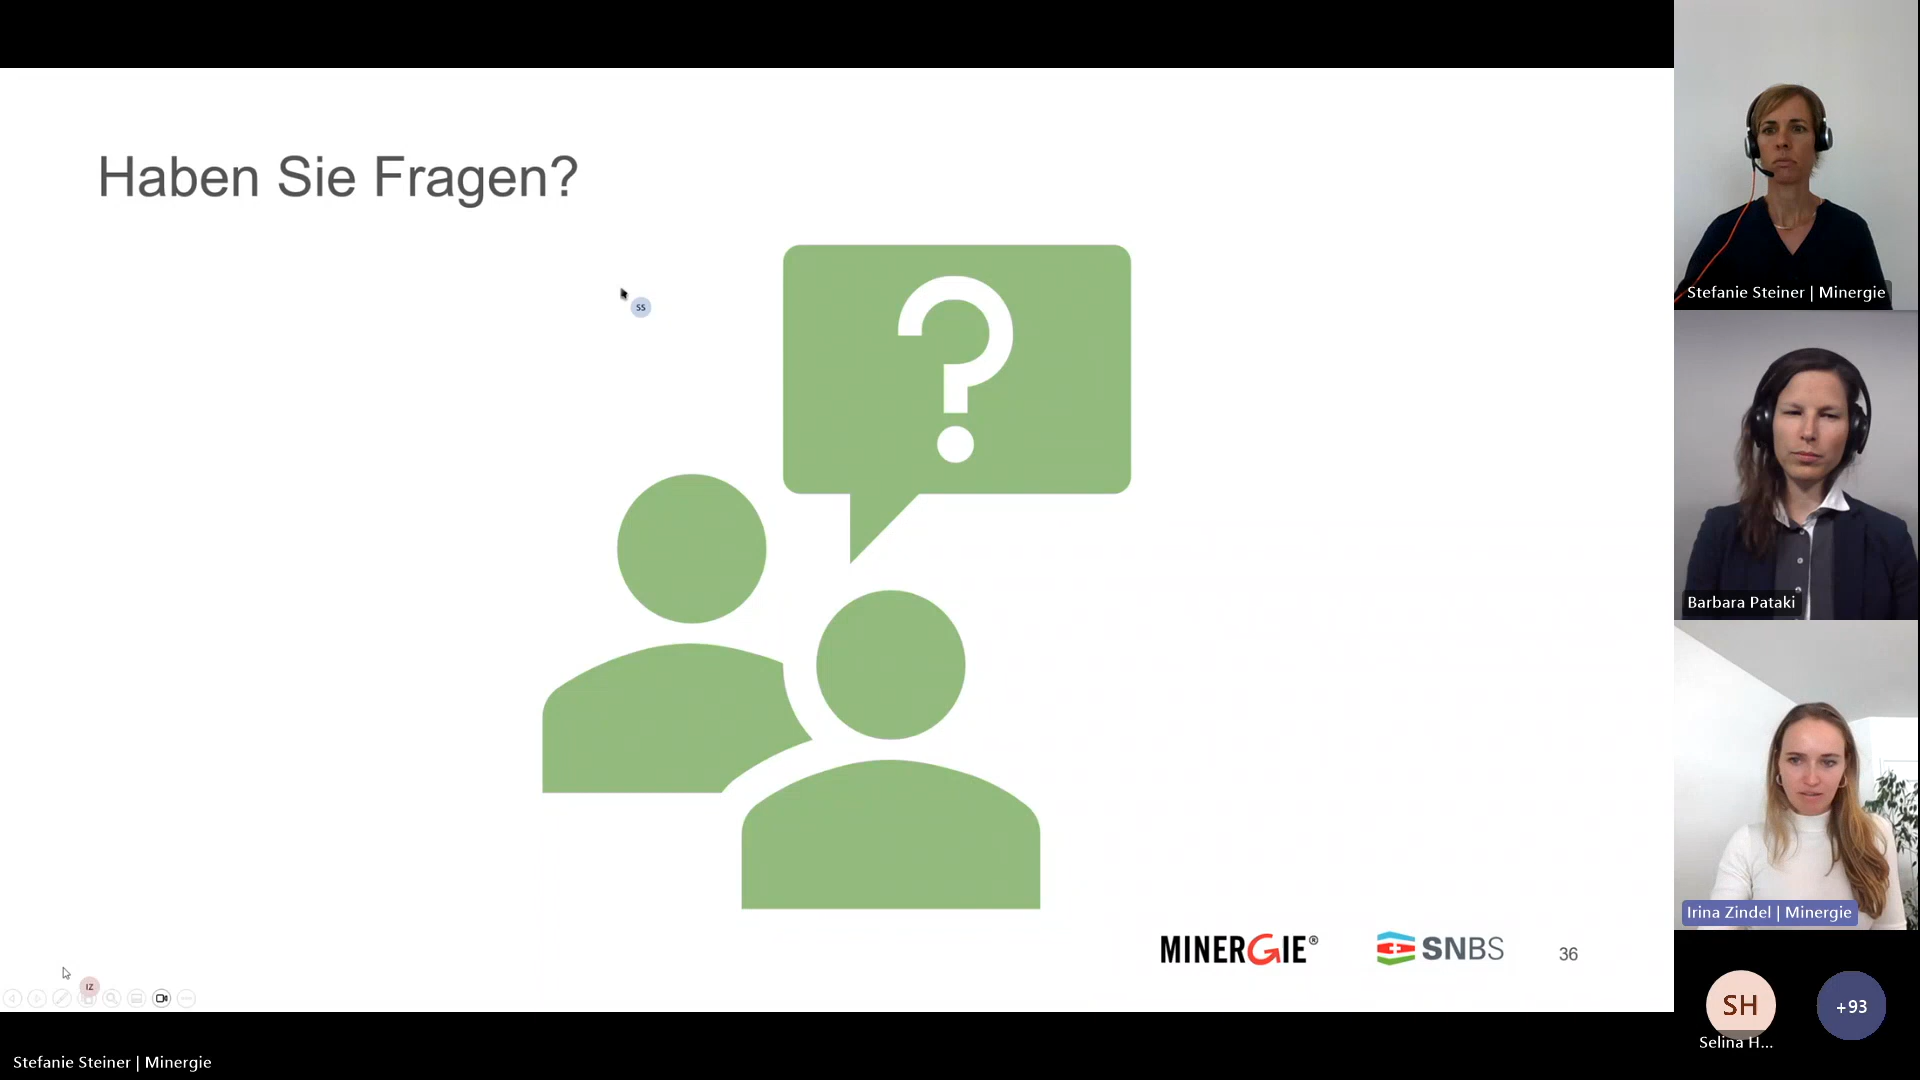 Haben Sie Fragen?
?
SS
MINERGIE®
SNBS
36
IZ
Stefanie Steiner | Minergie
Stefanie Steiner | Minergie
Barbara Pataki
Irina Zindel | Minergie
SH
+93
Selina H...